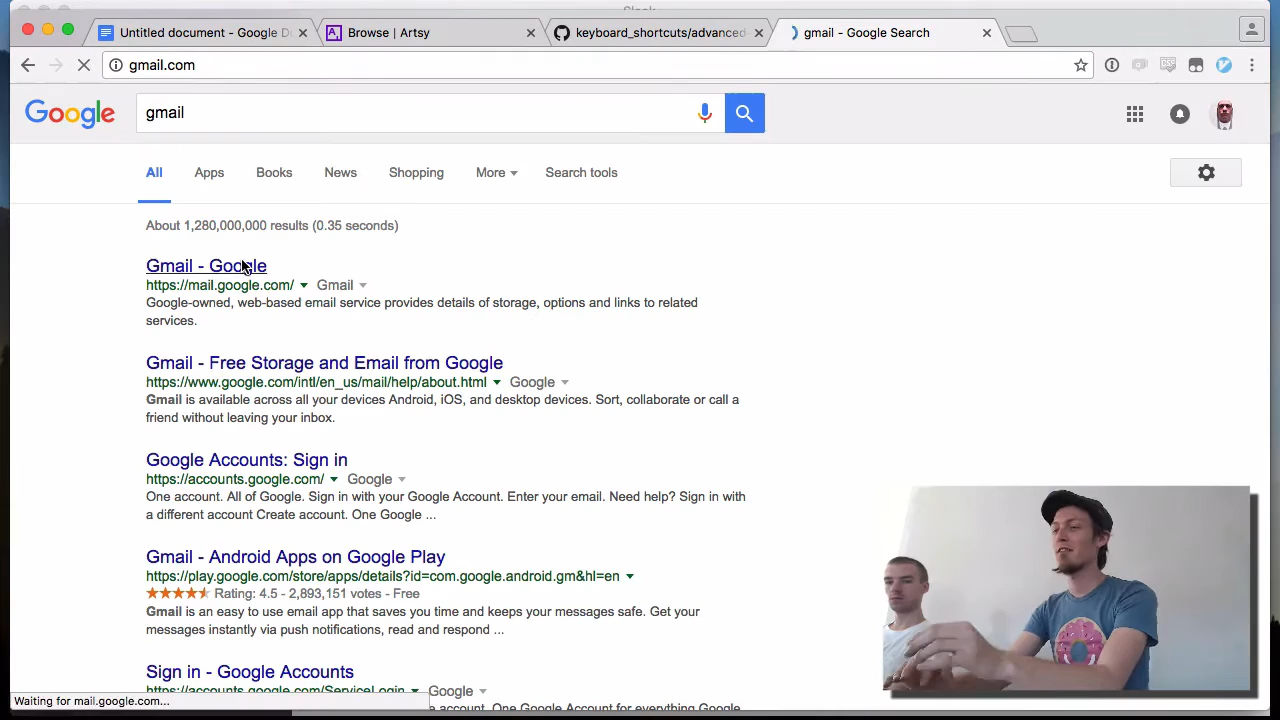 Untitled document - Google D
Browse | Artsy
keyboard_shortcuts/advanced
gmail - Google Search
gmail.com
Google
gmail
All
Apps
Books
News
Shopping
More
Search tools
About 1,280,000,000 results (0.35 seconds)
Gmail - Google
https://mail.google.com/
Gmail
Google-owned, web-based email service provides details of storage, options and links to related
services.
Gmail - Free Storage and Email from Google
https://www.google.com/intl/en_us/mail/help/about.html
Google
Gmail is available across all your devices Android, iOS, and desktop devices. Sort, collaborate or call a
friend without leaving your inbox.
Google Accounts: Sign in
https://accounts.google.com/
Google
One account. All of Google. Sign in with your Google Account. Enter your email. Need help? Sign in with
a different account Create account. One Google ...
Gmail - Android Apps on Google Play
https://play.google.com/store/apps/details?id=com.google.android.gm&hl=en
Rating: 4.5 - 2,893,151 votes - Free
Gmail is an easy to use email app that saves you time and keeps your messages safe. Get your
messages instantly via push notifications, read and respond ...
Sign in - Google Accounts
https://accounts.google.com/ServiceLogin
Google
Waiting for mail.google.com...
e account. One Google Account for everything Google